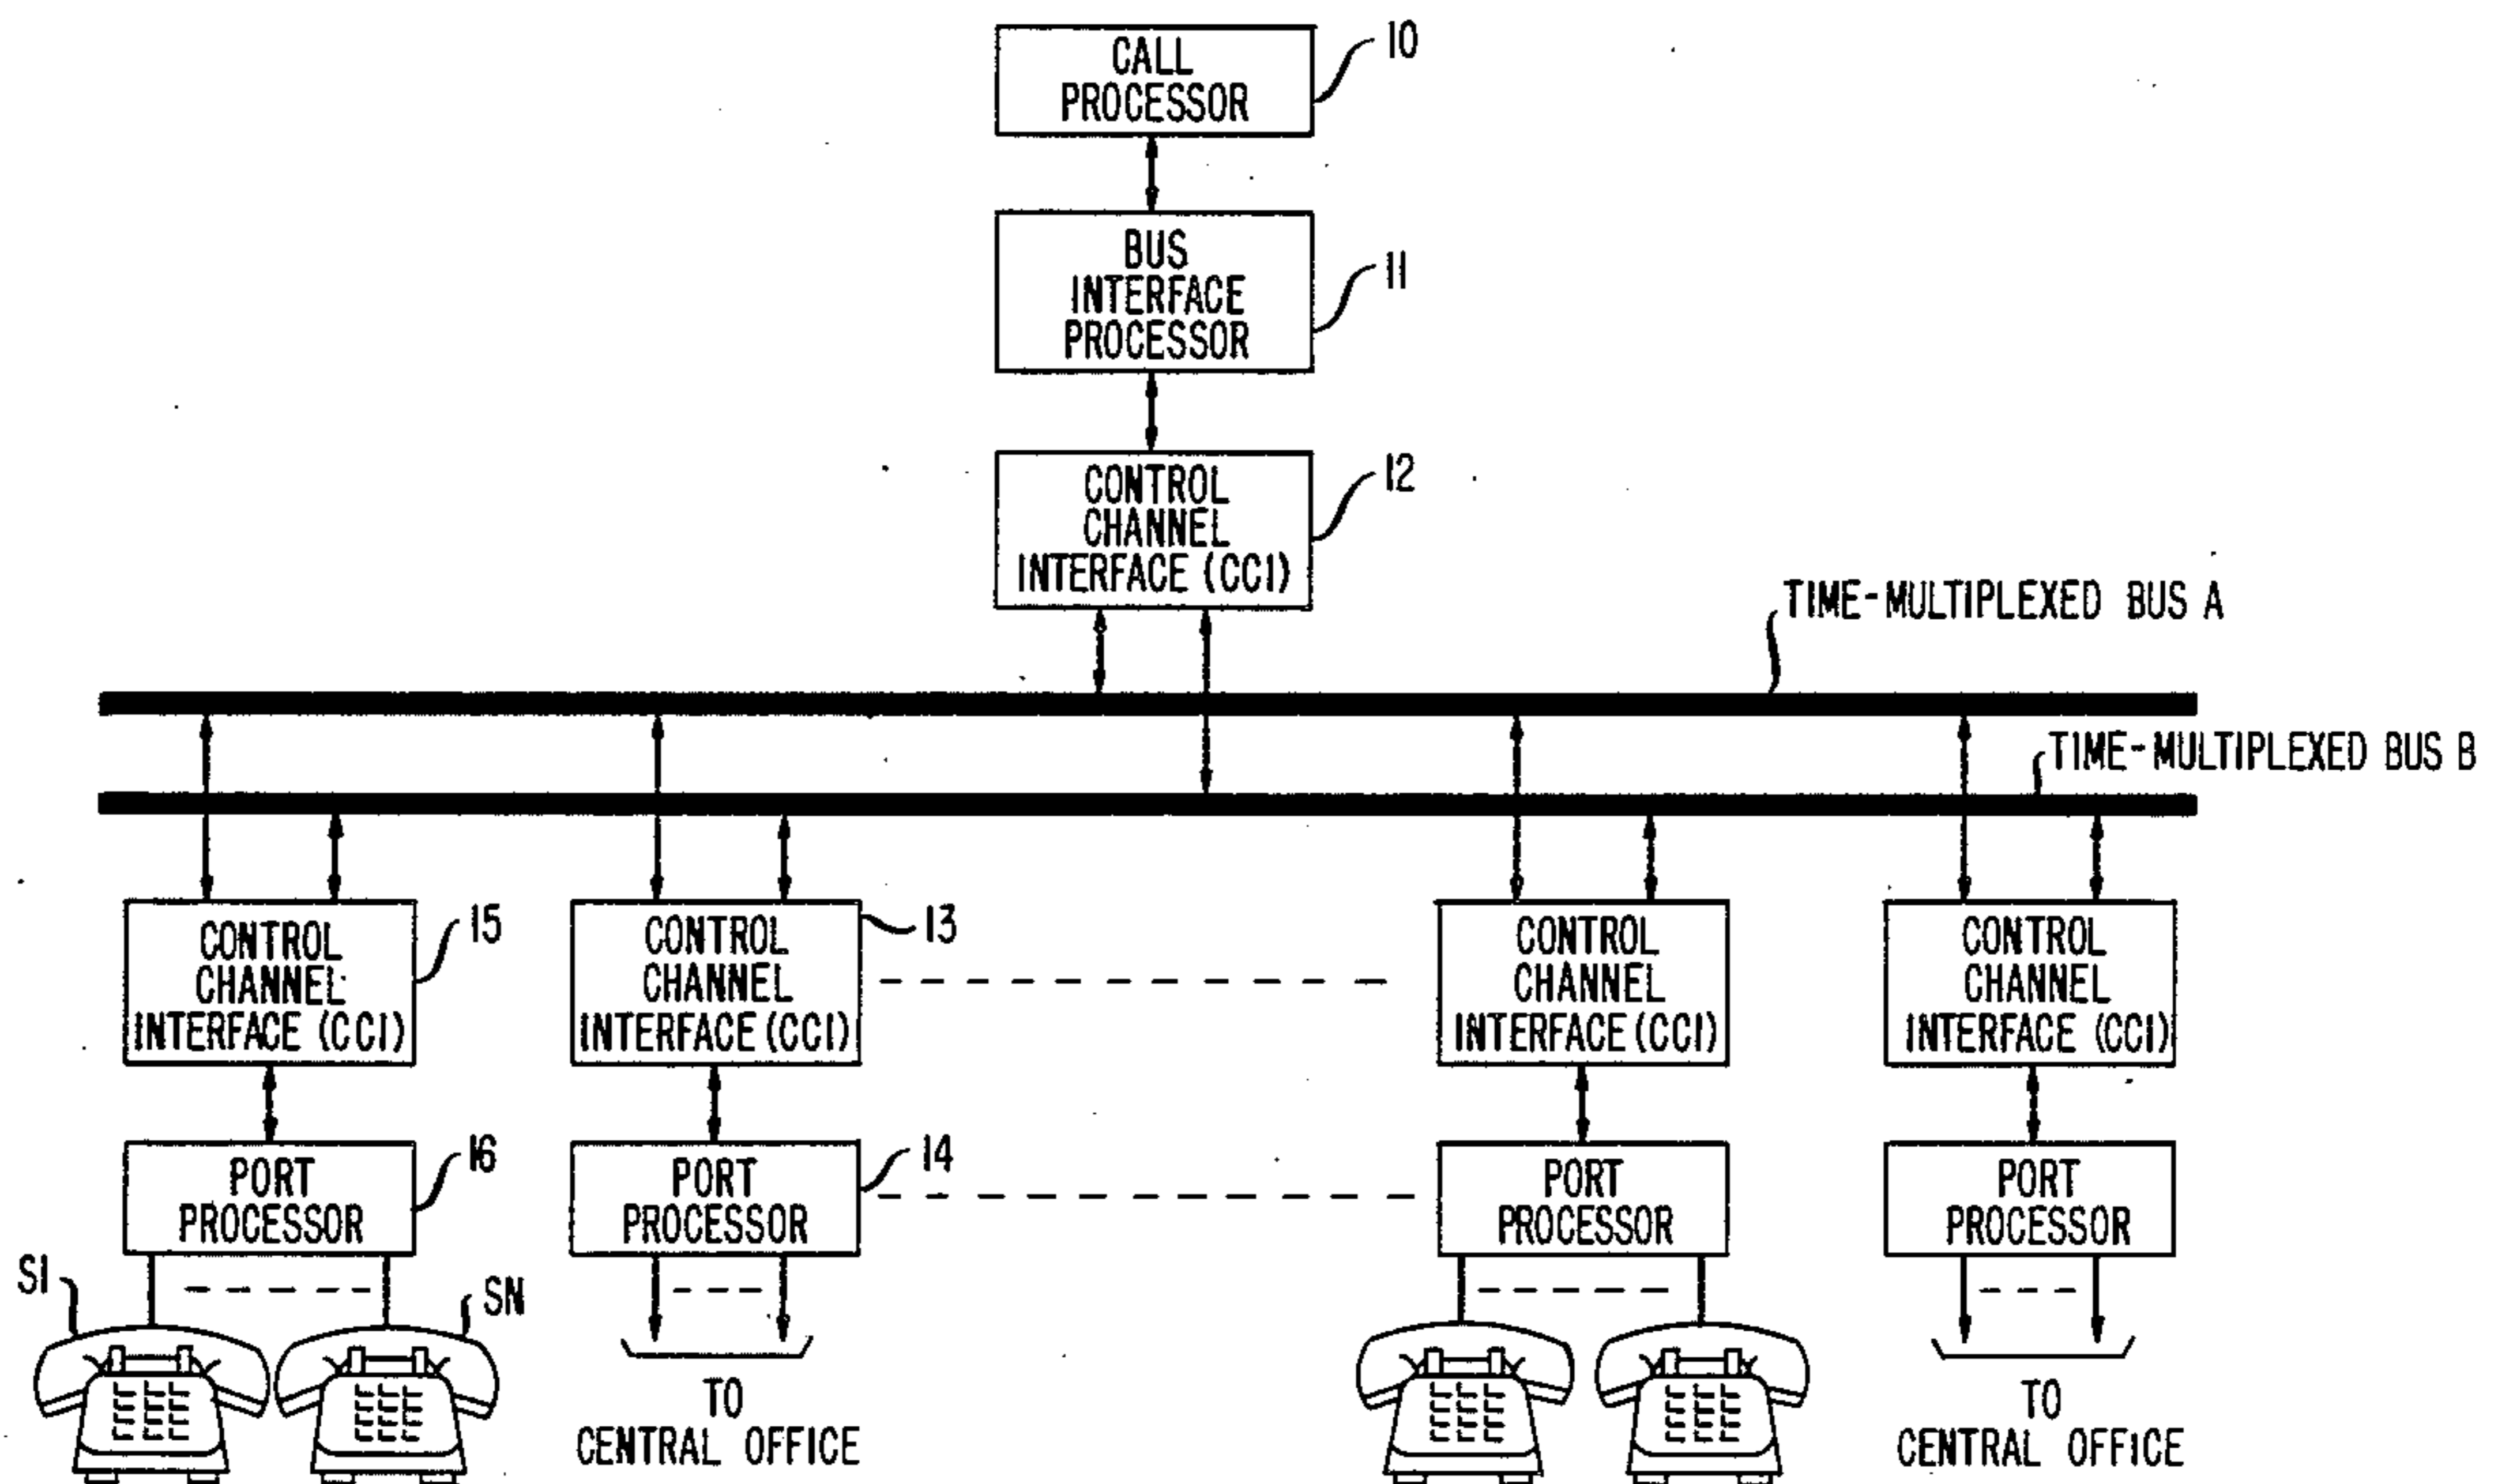 CALL
PROCESSOR
10
BUS
INTERFACE
PROCESSOR
11
CONTROL
CHANNEL
INTERFACE (CCI)
12
TIME-MULTIPLEXED BUS A
TIME-MULTIPLEXED BUS B
CONTROL
CHANNEL
INTERFACE (CCI)
15
CONTROL
CHANNEL
INTERFACE (CCI)
13
CONTROL
CHANNEL
INTERFACE (CCI)
CONTROL
CHANNEL
INTERFACE (CCI)
PORT
PROCESSOR
16
PORT
PROCESSOR
14
PORT
PROCESSOR
PORT
PROCESSOR
S1
SN
TO
CENTRAL OFFICE
TO
CENTRAL OFFICE